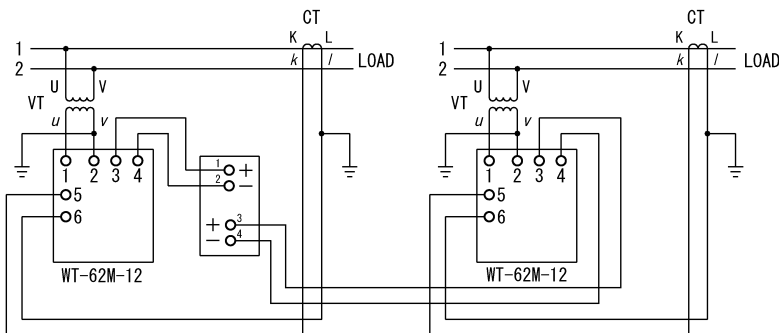 CT
K L
1
2
k l LOAD
U V
VT
u v
1 2 3 4
5
6
WT-62M-12
1 +
2 −
+ 3
− 4
CT
K L
1
2
k l LOAD
U V
VT
u v
1 2 3 4
5
6
WT-62M-12